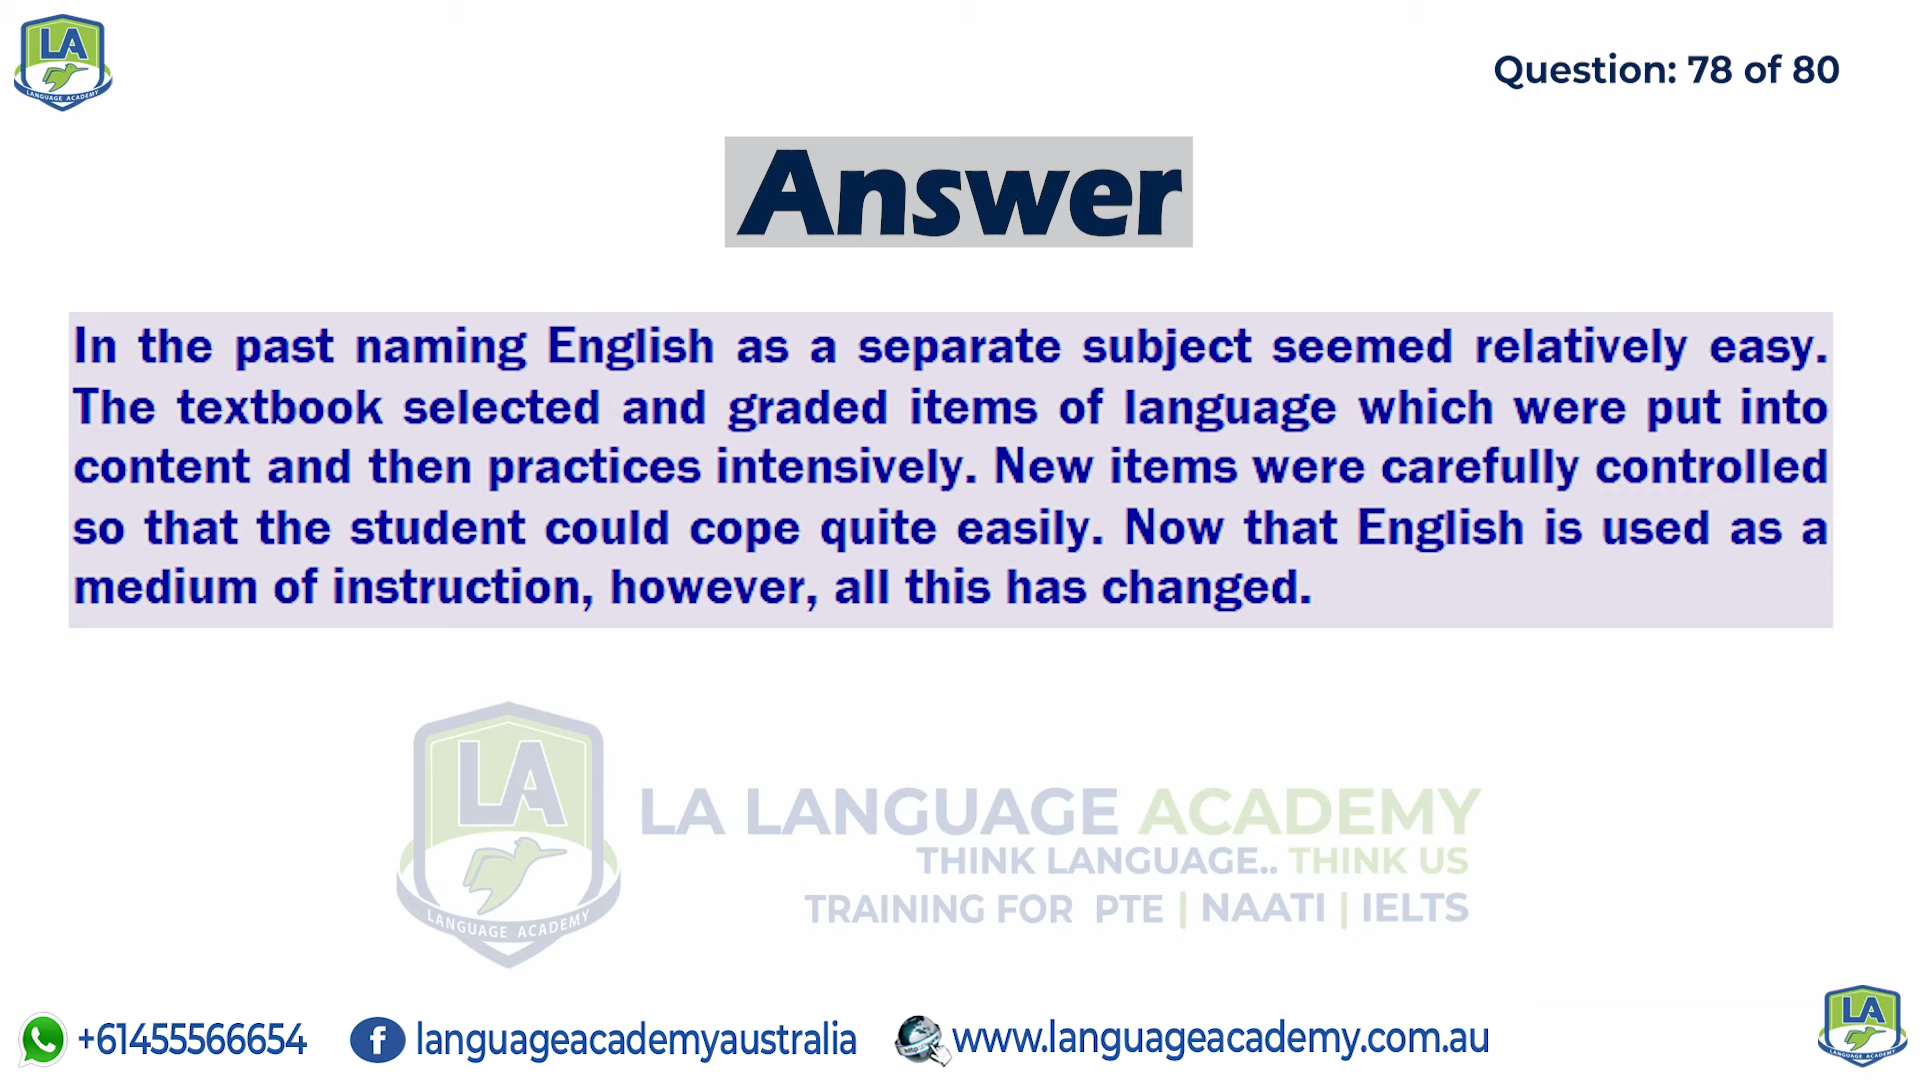 LA
LANGUAGE ACADEMY
Question: 78 of 80
Answer
In the past naming English as a separate subject seemed relatively easy.
The textbook selected and graded items of language which were put into
content and then practices intensively. New items were carefully controlled
so that the student could cope quite easily. Now that English is used as a
medium of instruction, however, all this has changed.
LA
LANGUAGE ACADEMY
LA LANGUAGE ACADEMY
THINK LANGUAGE.. THINK US
TRAINING FOR PTE | NAATI | IELTS
+61455566654
f languageacademyaustralia
http www.languageacademy.com.au
LA
LANGUAGE ACADEMY